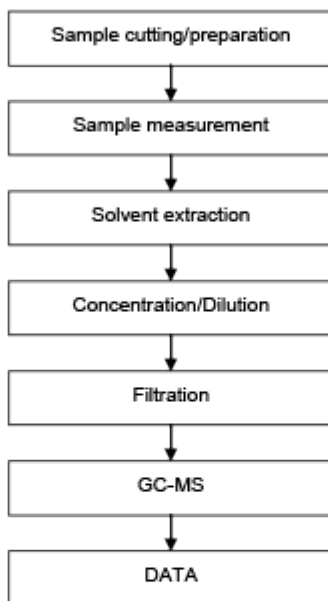 Sample cutting/preparation
Sample measurement
Solvent extraction
Concentration/Dilution
Filtration
GC-MS
DATA